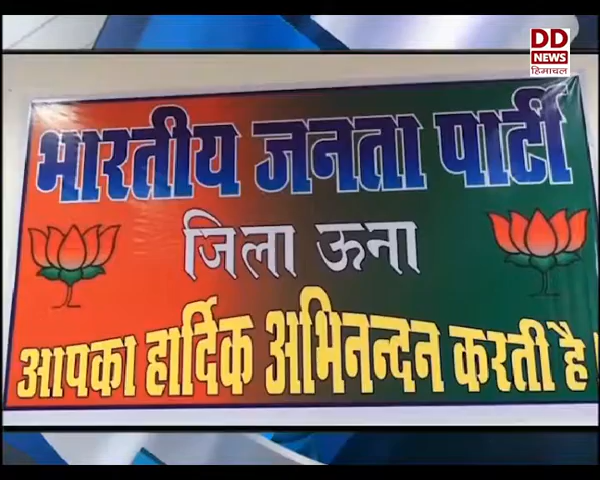 DD
NEWS
हिमाचल
भारतीय जनता पार्टी
जिला ऊना
आपका हार्दिक अभिनन्दन करती है!